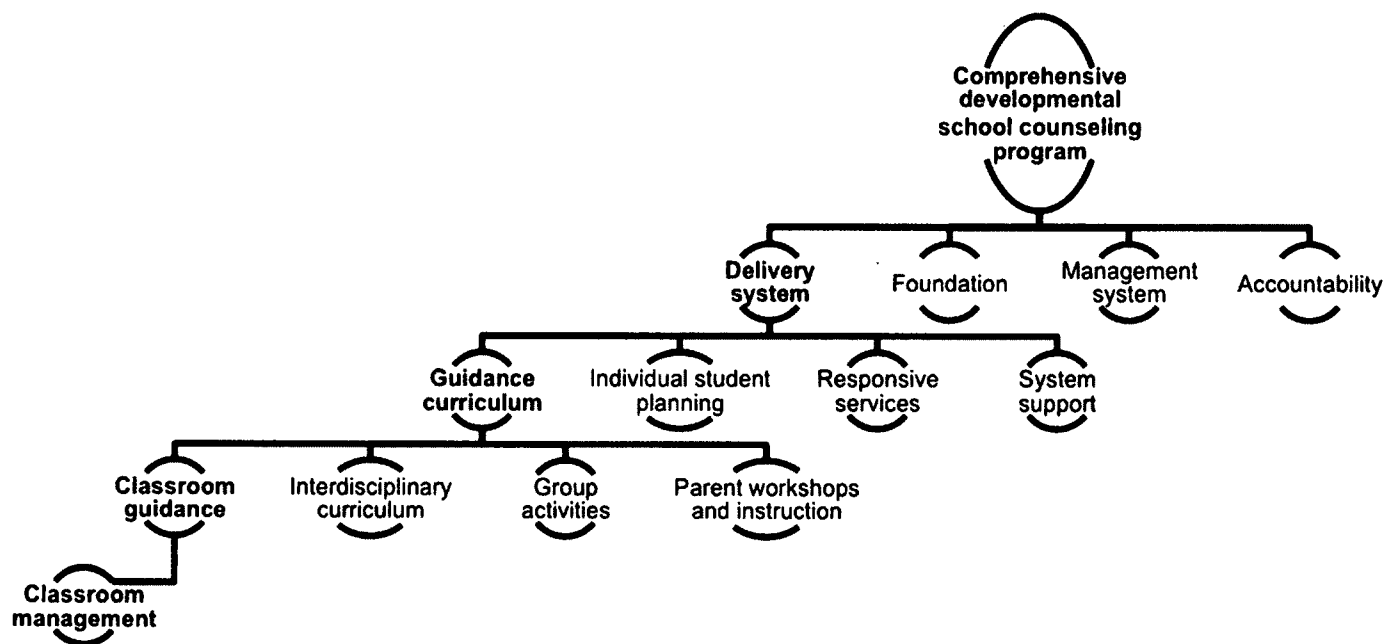 Comprehensive
developmental
school counseling
program
Delivery
system
Foundation
Management
system
Accountability
Guidance
curriculum
Individual student
planning
Responsive
services
System
support
Classroom
guidance
Interdisciplinary
curriculum
Group
activities
Parent workshops
and instruction
Classroom
management